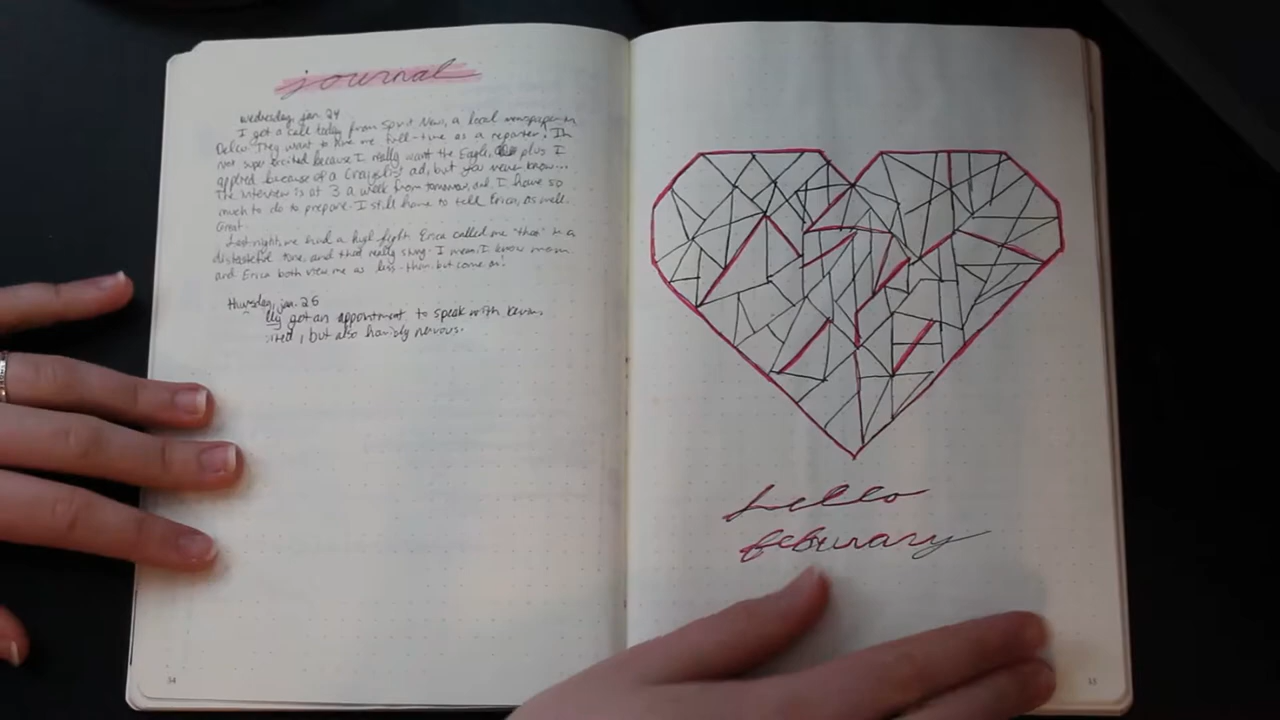 journal
wednesday, jan. 24
I got a call today from Spirit News, a local newspaper in
Delco. They want to hire me full-time as a reporter! I'm
not super excited because I really want the Eagle, plus I
applied because of a Craigslist ad, but you never know...
The interview is at 3 a week from tomorrow, and I have so
much to do to prepare. I still have to tell Erica, as well.
Great
Last night, we had a huge fight. Erica called me "that" in a
distasteful tone, and that really stung. I mean, I know mom
and Erica both view me as less-than, but come on!
Thursday, jan. 26
lly got an appointment to speak with
, but also nervous.
hello
february
34